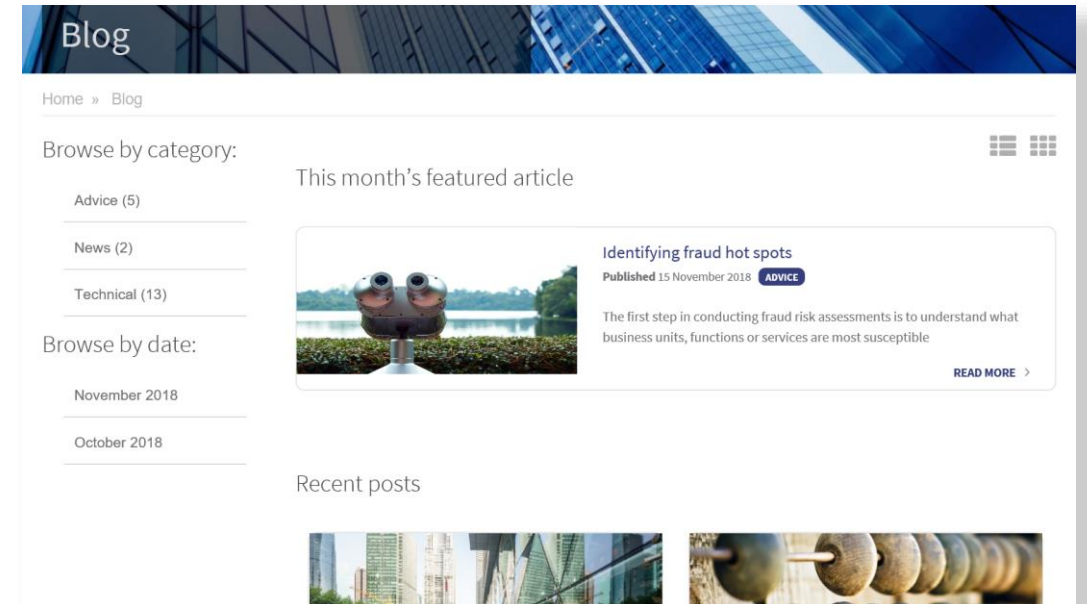 Blog
Home » Blog
Browse by category:
Advice (5)
News (2)
Technical (13)
Browse by date:
November 2018
October 2018
This month’s featured article
Identifying fraud hot spots
Published 15 November 2018 ADVICE
The first step in conducting fraud risk assessments is to understand what
business units, functions or services are most susceptible
READ MORE >
Recent posts